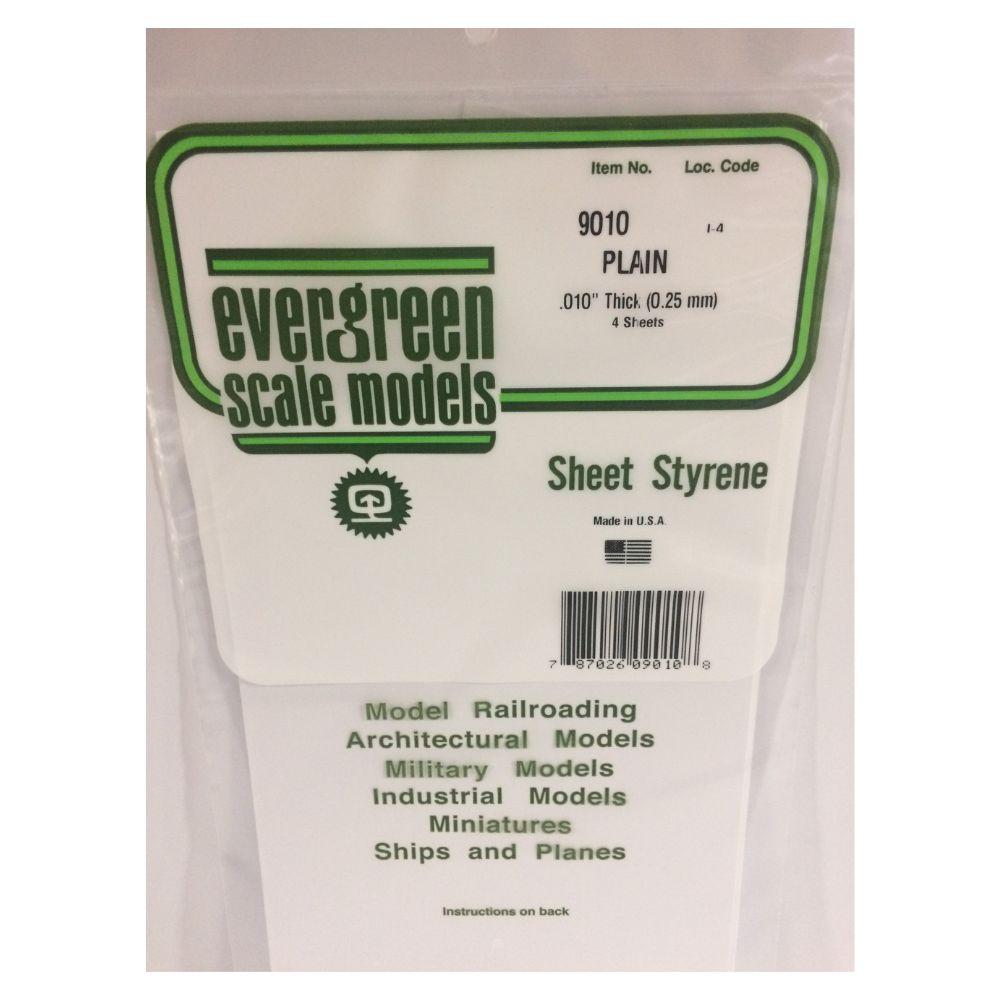 Item No. Loc. Code
9010 I-4
PLAIN
.010" Thick (0.25 mm)
4 Sheets
evergreen
scale models
Sheet Styrene
Made in U.S.A.
7 87026 09010 8
Model Railroading
Architectural Models
Military Models
Industrial Models
Miniatures
Ships and Planes
Instructions on back